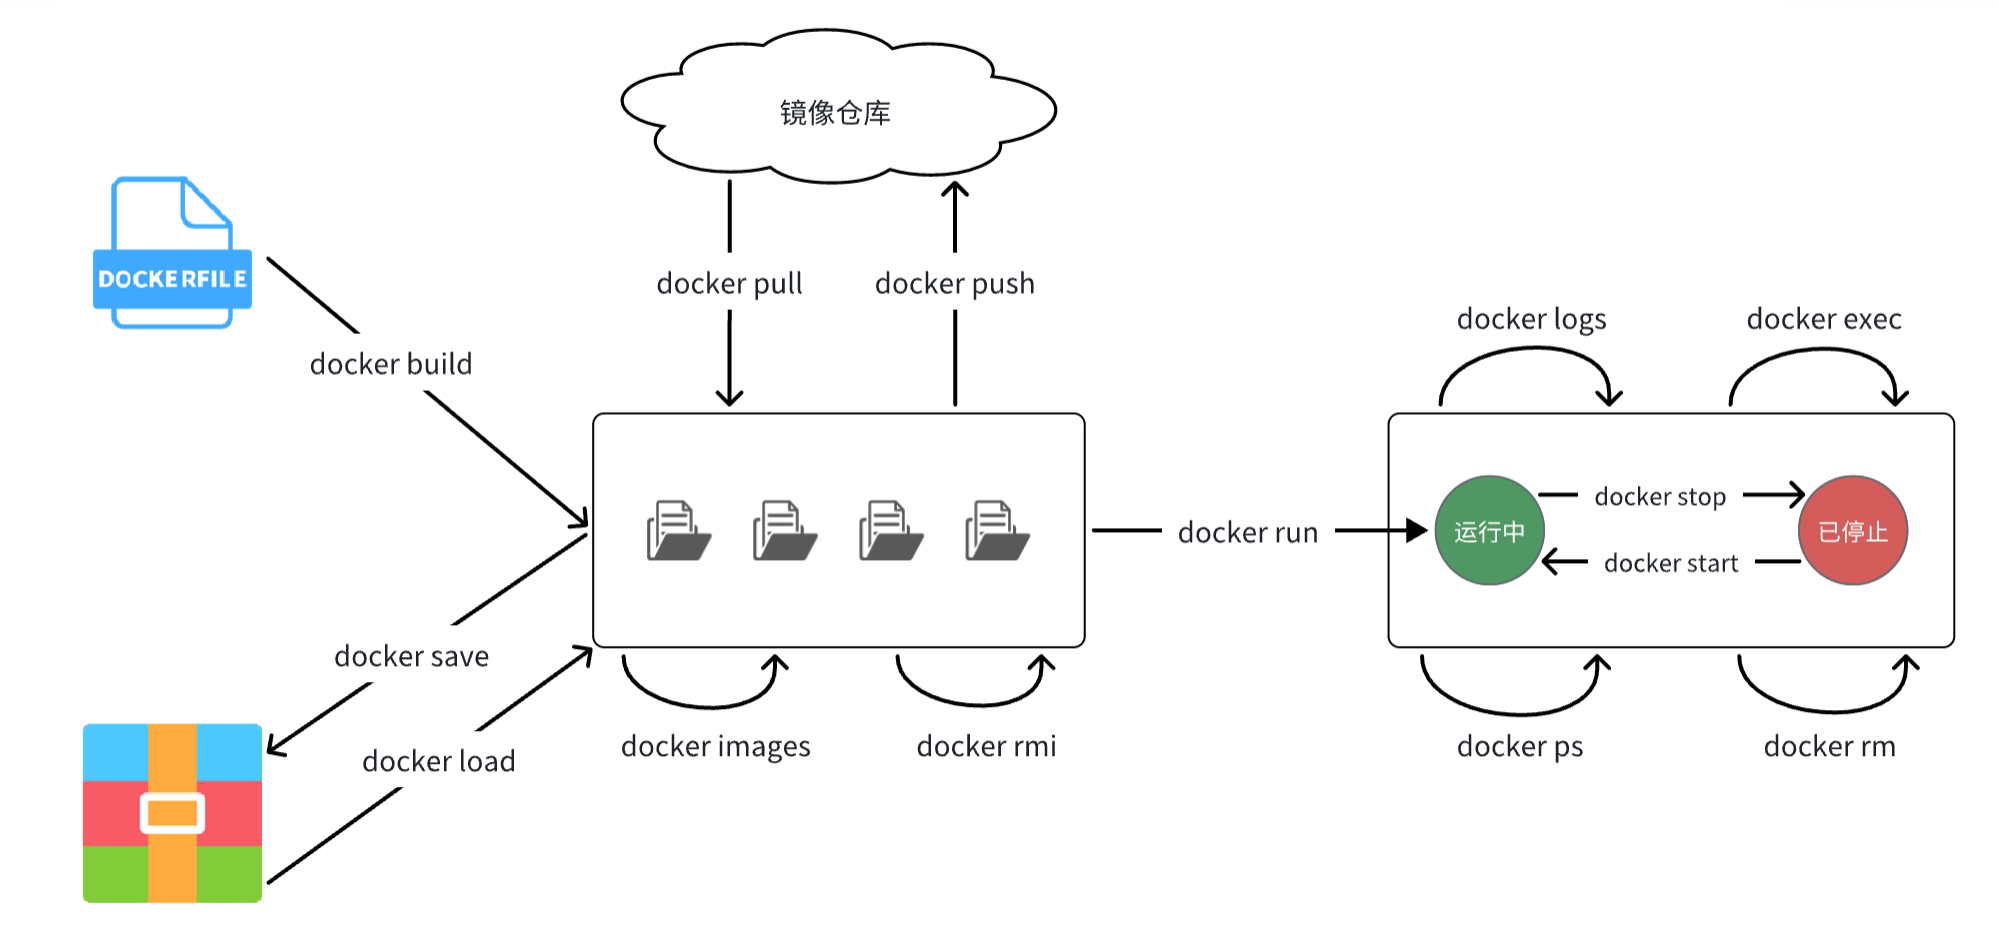 镜像仓库
DOCKERFILE
docker pull
docker push
docker build
docker logs
docker exec
docker run
运行中
docker stop
docker start
已停止
docker save
docker load
docker images
docker rmi
docker ps
docker rm